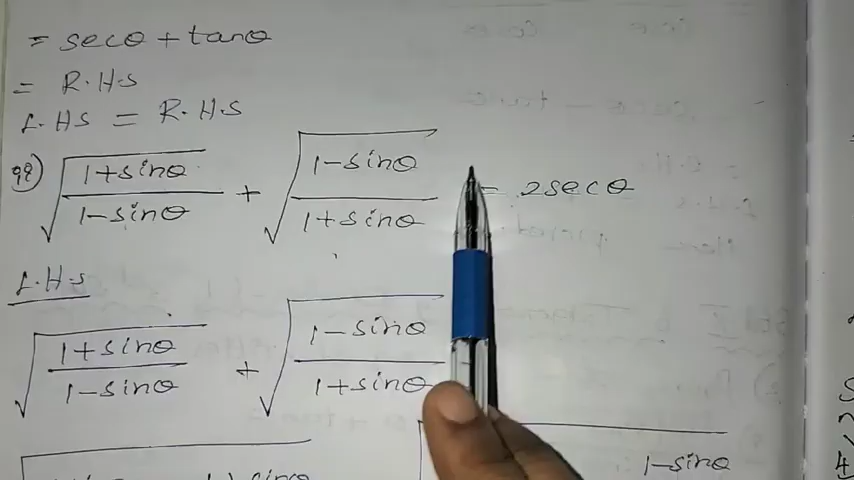 = secθ + tanθ
= R.H.S
L.HS = R.H.S
√(1+sinθ / 1-sinθ) + √(1-sinθ / 1+sinθ) = 2secθ
L.H.S
√(1+sinθ / 1-sinθ) + √(1-sinθ / 1+sinθ)
1-sinθ